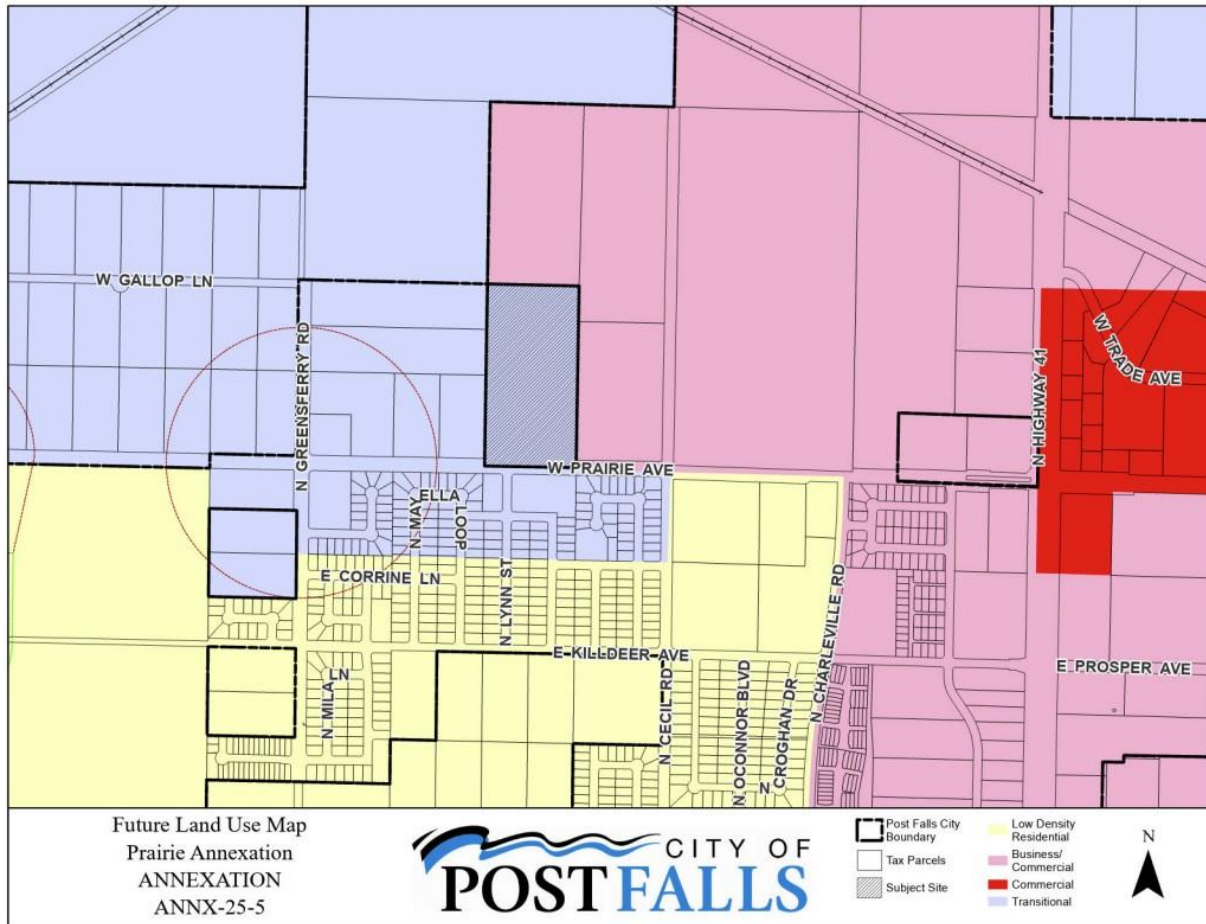 W GALLOP LN
N GREENSFERRY RD
N HIGHWAY 41
W TRADE AVE
W PRAIRIE AVE
N MAY
ELLA
LOOP
E CORRINE LN
N LYNN ST
E KILLDEER AVE
N CHARLEVILLE RD
E PROSPER AVE
N MILA
LN
N CECIL RD
N OCONNOR BLVD
N
CROGHAN DR
Future Land Use Map
Prairie Annexation
ANNEXATION
ANNX-25-5
CITY OF
POST FALLS
Post Falls City
Boundary
Tax Parcels
Subject Site
Low Density
Residential
Business/
Commercial
Commercial
Transitional
N